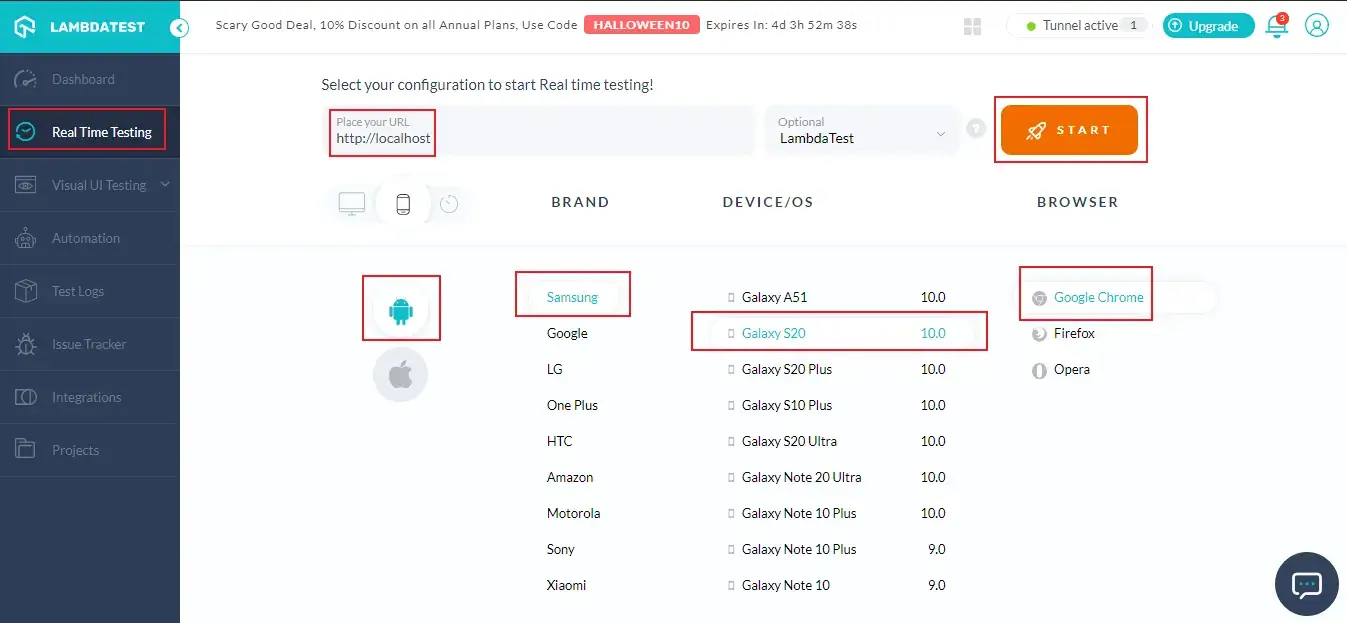 LAMBDATEST
Scary Good Deal, 10% Discount on all Annual Plans, Use Code HALLOWEEN10 Expires In: 4d 3h 52m 38s
Tunnel active 1
Upgrade
3
Dashboard
Real Time Testing
Visual UI Testing
Automation
Test Logs
Issue Tracker
Integrations
Projects
Select your configuration to start Real time testing!
Place your URL
http://localhost
Optional
LambdaTest
?
START
BRAND DEVICE/OS BROWSER
Samsung Galaxy A51 10.0 Google Chrome
Google Galaxy S20 10.0 Firefox
LG Galaxy S20 Plus 10.0 Opera
One Plus Galaxy S10 Plus 10.0
HTC Galaxy S20 Ultra 10.0
Amazon Galaxy Note 20 Ultra 10.0
Motorola Galaxy Note 10 Plus 10.0
Sony Galaxy Note 10 Plus 9.0
Xiaomi Galaxy Note 10 9.0